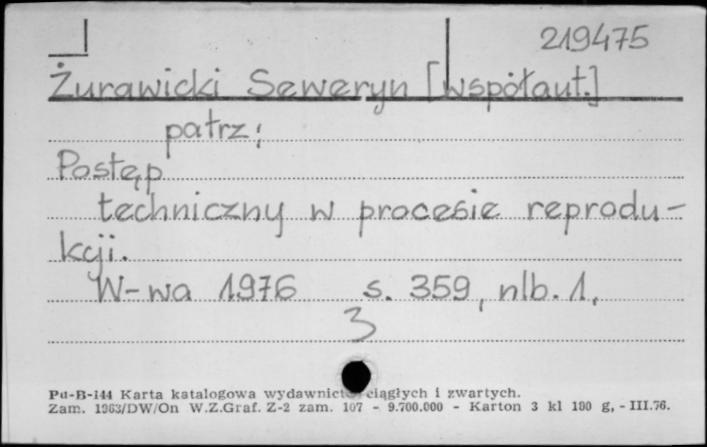 219475
Żurawicki Seweryn [współaut.]
patrz:
Postęp
techniczny w procesie reprodu-
kcji.
W-wa 1976 s. 359, nlb. 1,
3
Pu-B-144 Karta katalogowa wydawnictw ciągłych i zwartych.
Zam. 1963/DW/On W.Z.Graf. Z-2 zam. 107 - 9.700.000 - Karton 3 kl 180 g, - III.76.